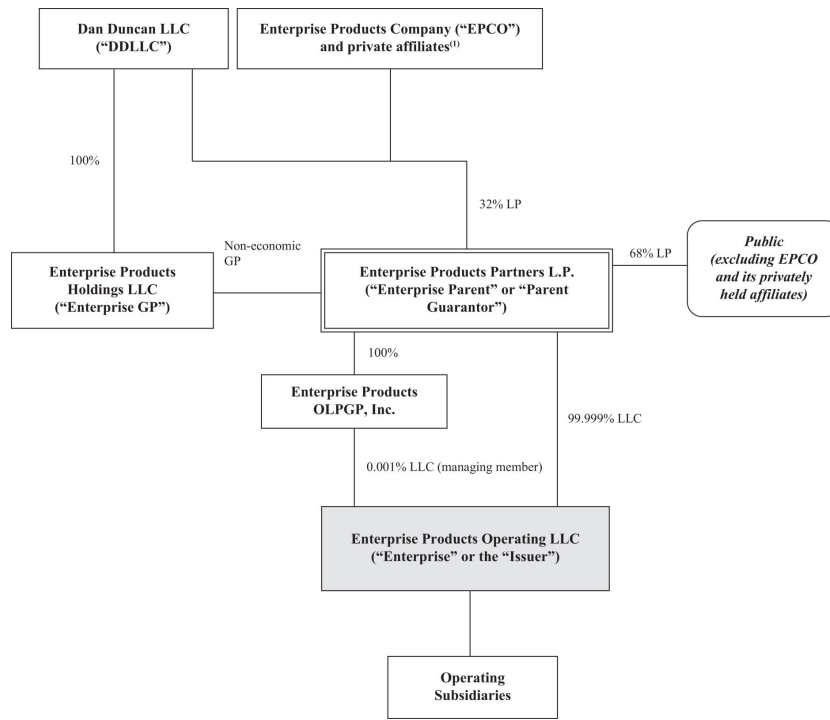 Dan Duncan LLC
(“DDLLC”)
Enterprise Products Company (“EPCO”)
and private affiliates(1)
100%
32% LP
Non-economic
GP
68% LP
Public
(excluding EPCO
and its privately
held affiliates)
Enterprise Products
Holdings LLC
(“Enterprise GP”)
Enterprise Products Partners L.P.
(“Enterprise Parent” or “Parent
Guarantor”)
100%
Enterprise Products
OLPGP, Inc.
99.999% LLC
0.001% LLC (managing member)
Enterprise Products Operating LLC
(“Enterprise” or the “Issuer”)
Operating
Subsidiaries